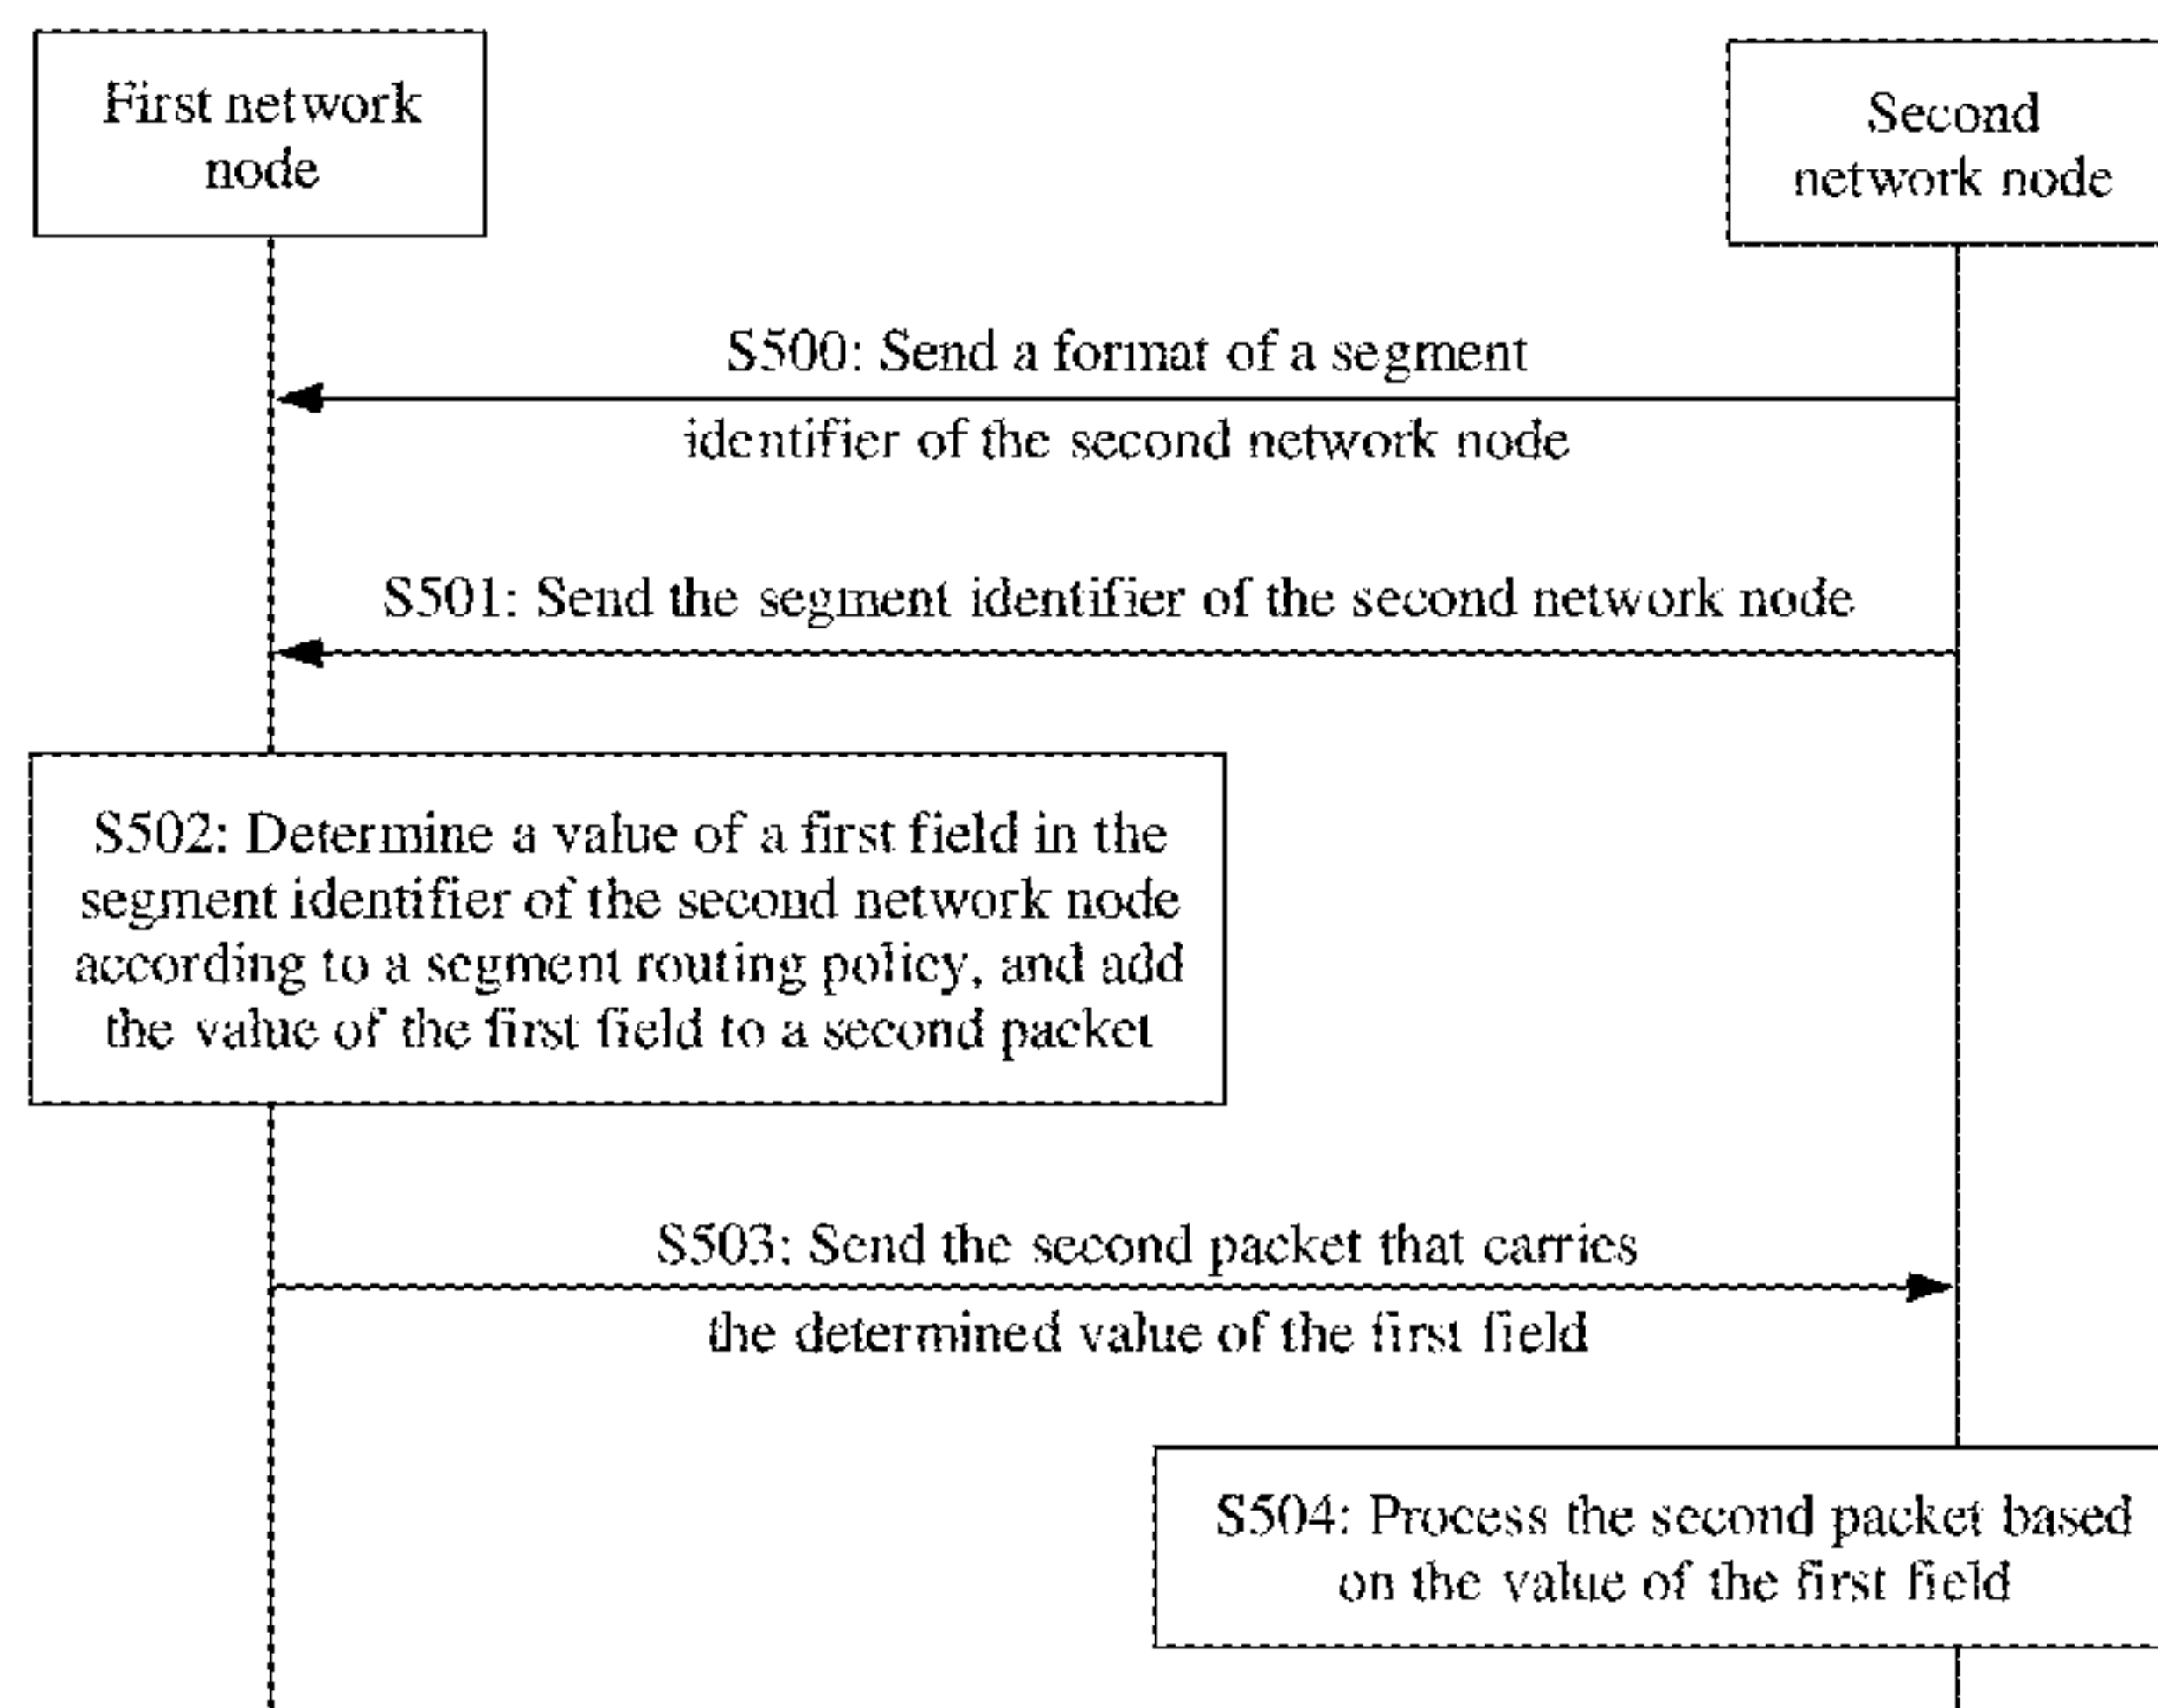 First network
node
Second
network node
S500: Send a format of a segment
identifier of the second network node
S501: Send the segment identifier of the second network node
S502: Determine a value of a first field in the
segment identifier of the second network node
according to a segment routing policy, and add
the value of the first field to a second packet
S503: Send the second packet that carries
the determined value of the first field
S504: Process the second packet based
on the value of the first field